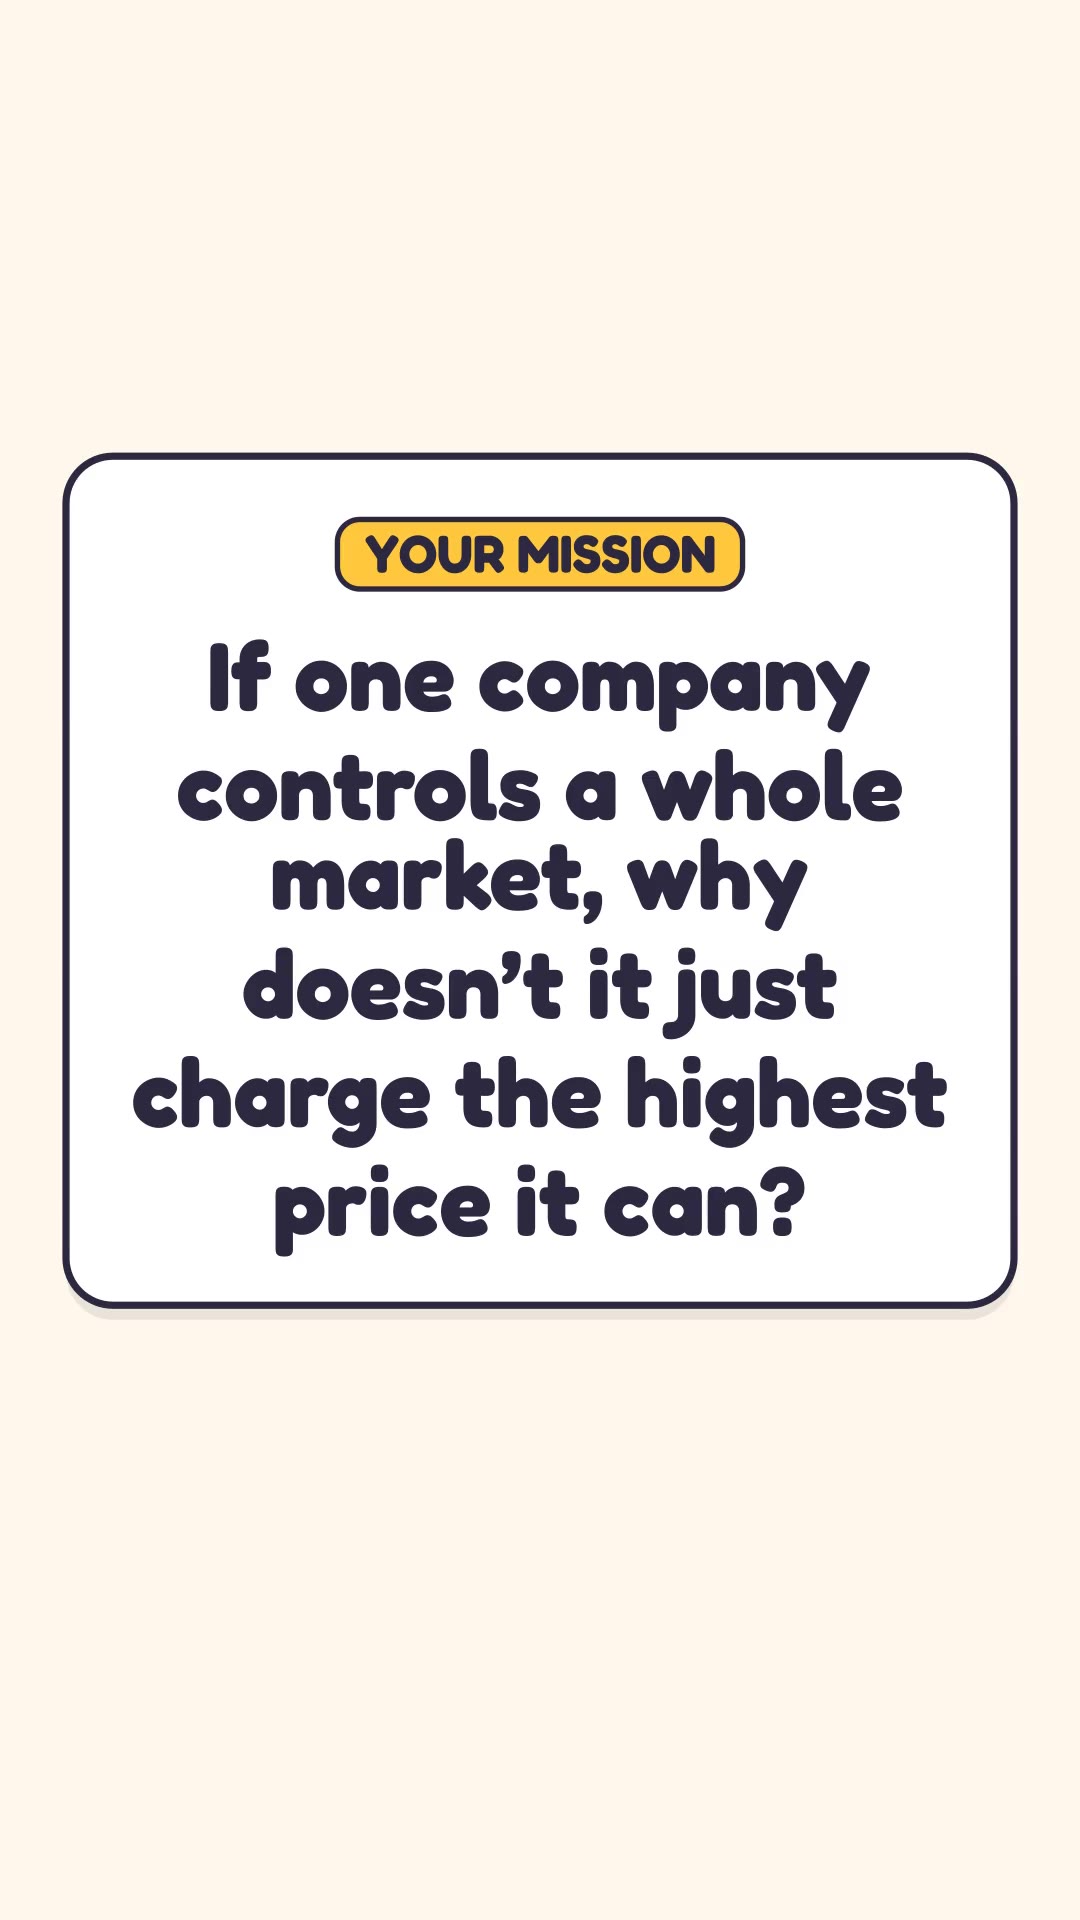 YOUR MISSION
If one company
controls a whole
market, why
doesn’t it just
charge the highest
price it can?